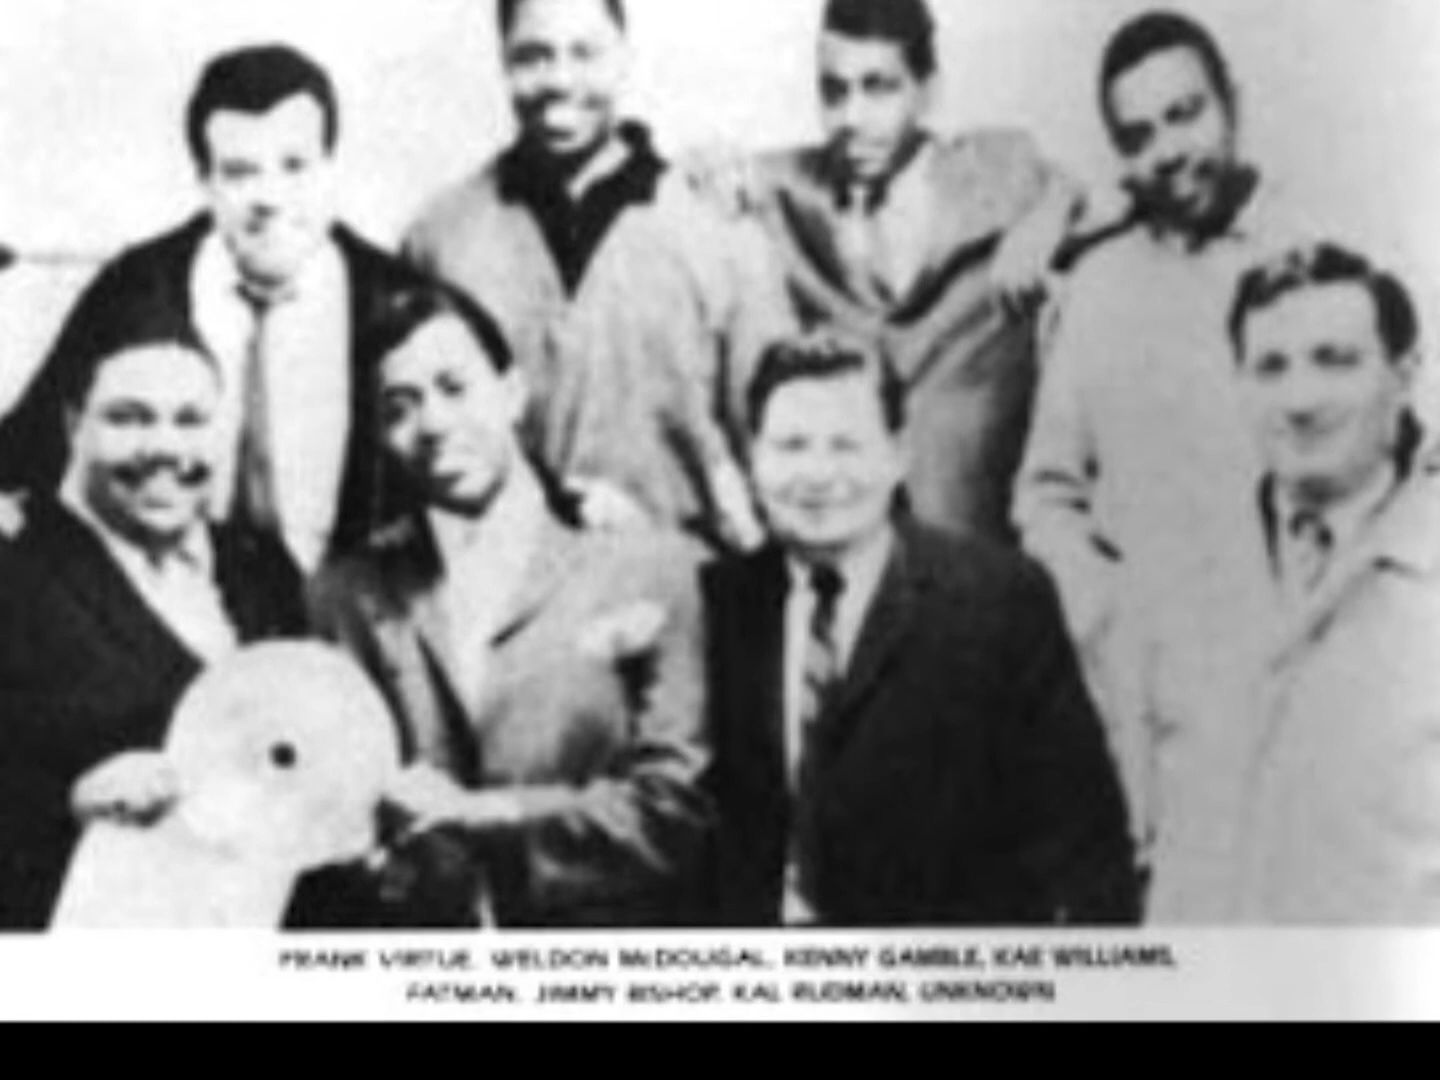 FRANK VIRTUE, WELDON McDOUGAL, KENNY GAMBLE, KAE WILLIAMS,
FATMAN, JIMMY BISHOP, KAL RUDMAN, UNKNOWN